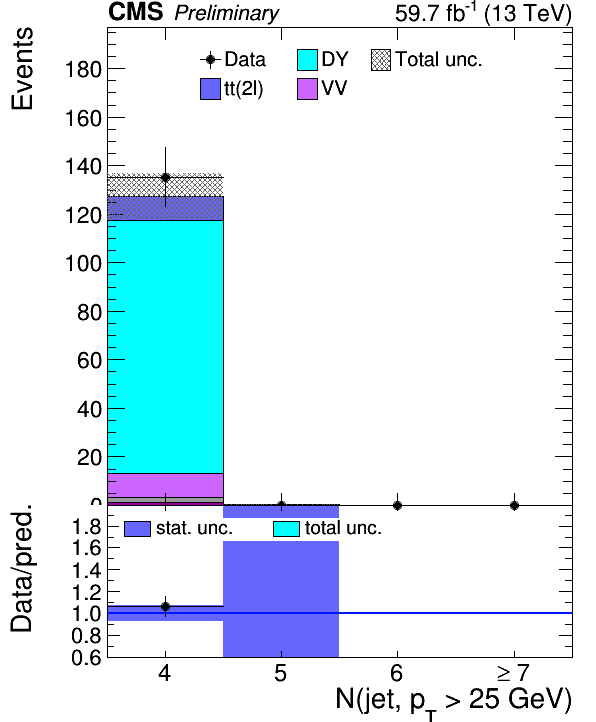 CMS Preliminary 59.7 fb⁻¹ (13 TeV)
Events
Data DY Total unc.
tt(2l) VV
180
160
140
120
100
80
60
40
20
0
Data/pred.
stat. unc. total unc.
1.8
1.6
1.4
1.2
1.0
0.8
0.6
4 5 6 ≥ 7
N(jet, p_T > 25 GeV)